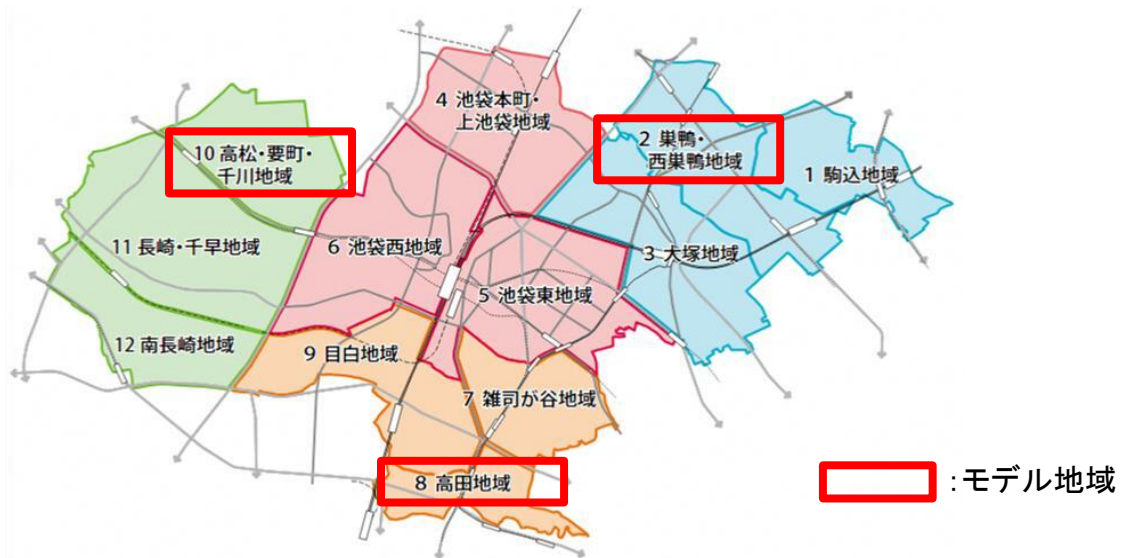 4 池袋本町・
上池袋地域
2 巣鴨・
西巣鴨地域
10 高松・要町・
千川地域
1 駒込地域
11 長崎・千早地域
6 池袋西地域
3 大塚地域
5 池袋東地域
12 南長崎地域
9 目白地域
7 雑司が谷地域
8 高田地域
:モデル地域